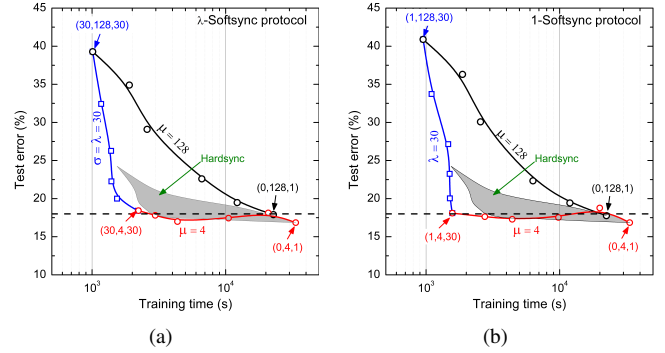 λ-Softsync protocol
(30,128,30)
σ = λ = 30
μ = 128
Hardsync
(0,128,1)
(30,4,30)
μ = 4
(0,4,1)
45
40
35
30
25
20
15
10
Test error (%)
10³
10⁴
Training time (s)
(a)
1-Softsync protocol
(1,128,30)
λ = 30
μ = 128
Hardsync
(0,128,1)
(1,4,30)
μ = 4
(0,4,1)
45
40
35
30
25
20
15
10
Test error (%)
10³
10⁴
Training time (s)
(b)